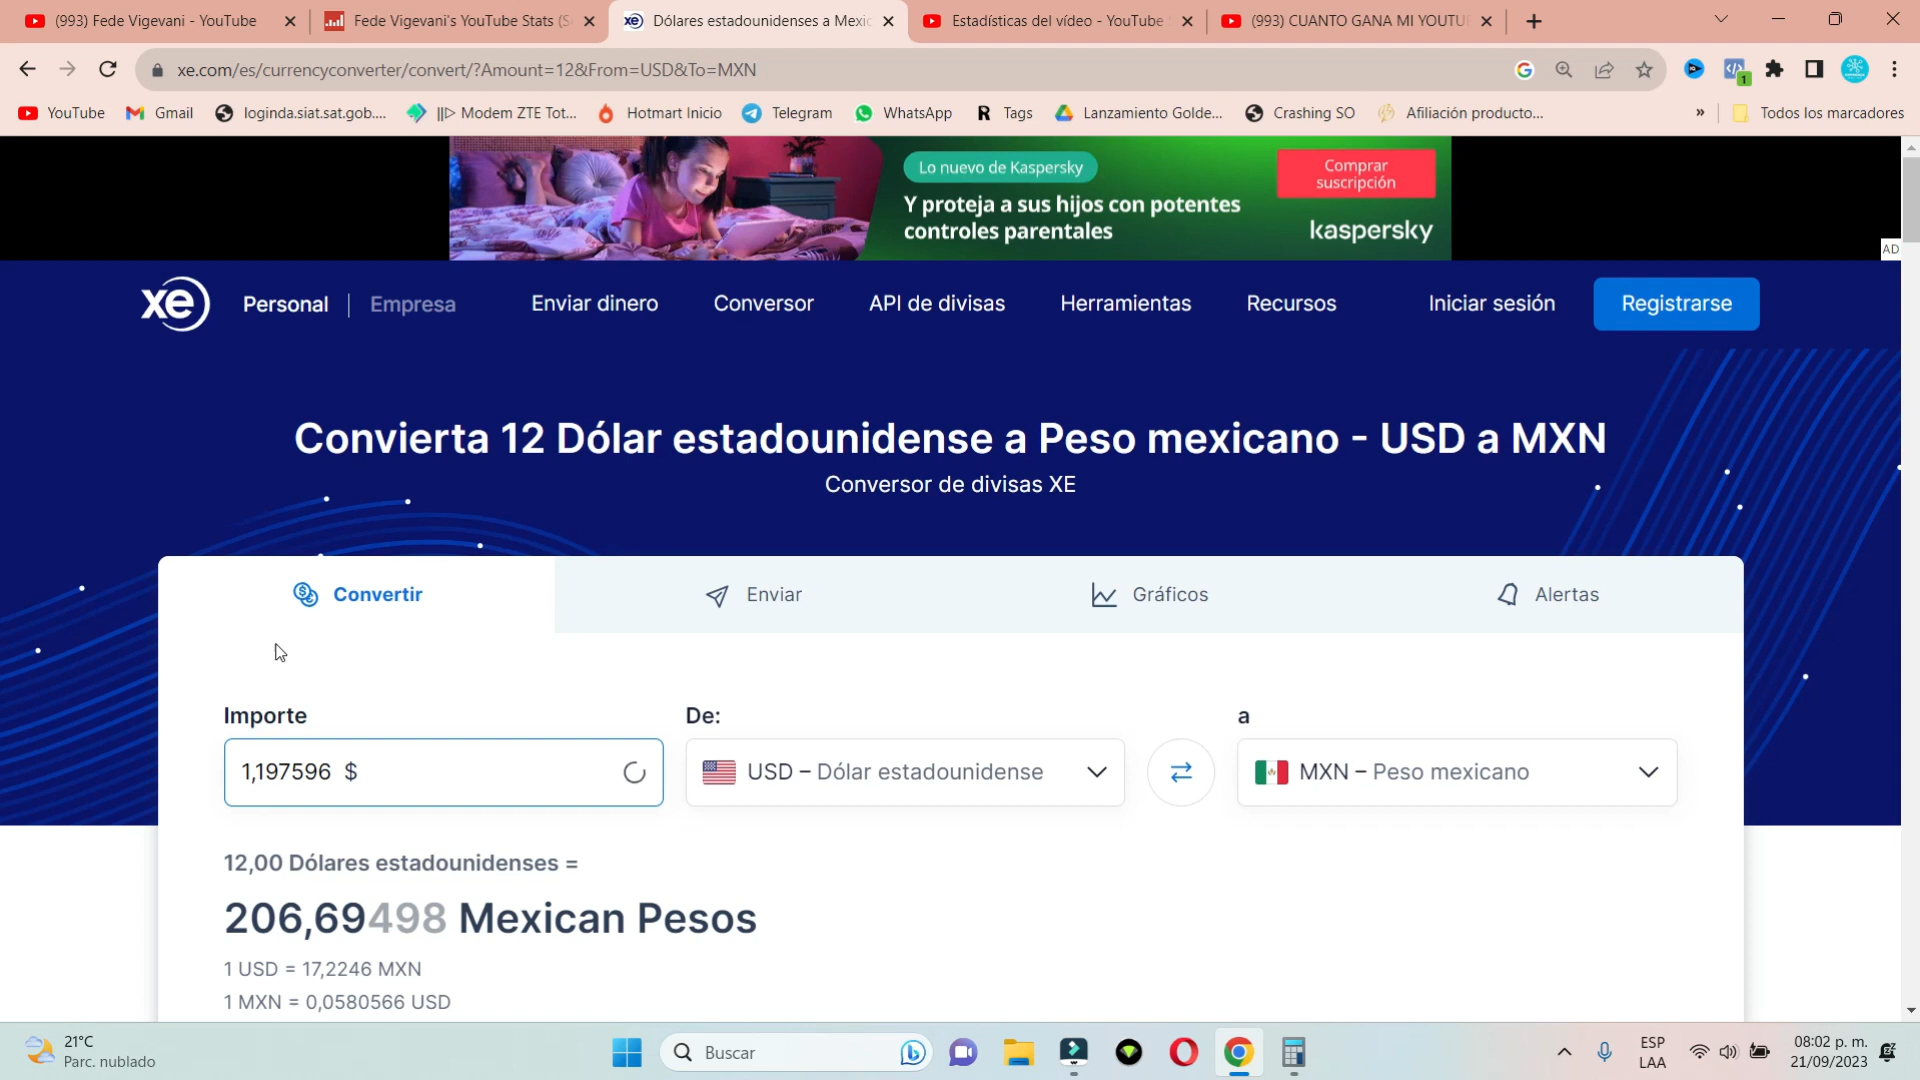 (993) Fede Vigevani - YouTube
Fede Vigevani's YouTube Stats (S
Dólares estadounidenses a Mexic
Estadísticas del vídeo - YouTube
(993) CUANTO GANA MI YOUTU
xe.com/es/currencyconverter/convert/?Amount=12&From=USD&To=MXN
1
YouTube
Gmail
loginda.siat.sat.gob....
||▷ Modem ZTE Tot...
Hotmart Inicio
Telegram
WhatsApp
Tags
Lanzamiento Golde...
Crashing SO
Afiliación producto...
»
Todos los marcadores
Lo nuevo de Kaspersky
Y proteja a sus hijos con potentes
controles parentales
Comprar
suscripción
kaspersky
AD
xe
Personal | Empresa
Enviar dinero
Conversor
API de divisas
Herramientas
Recursos
Iniciar sesión
Registrarse
Convierta 12 Dólar estadounidense a Peso mexicano - USD a MXN
Conversor de divisas XE
Convertir
Enviar
Gráficos
Alertas
Importe
De:
a
1,197596 $
USD – Dólar estadounidense
MXN – Peso mexicano
12,00 Dólares estadounidenses =
206,69498 Mexican Pesos
1 USD = 17,2246 MXN
1 MXN = 0,0580566 USD
21°C
Parc. nublado
Buscar
ESP
LAA
08:02 p. m.
21/09/2023